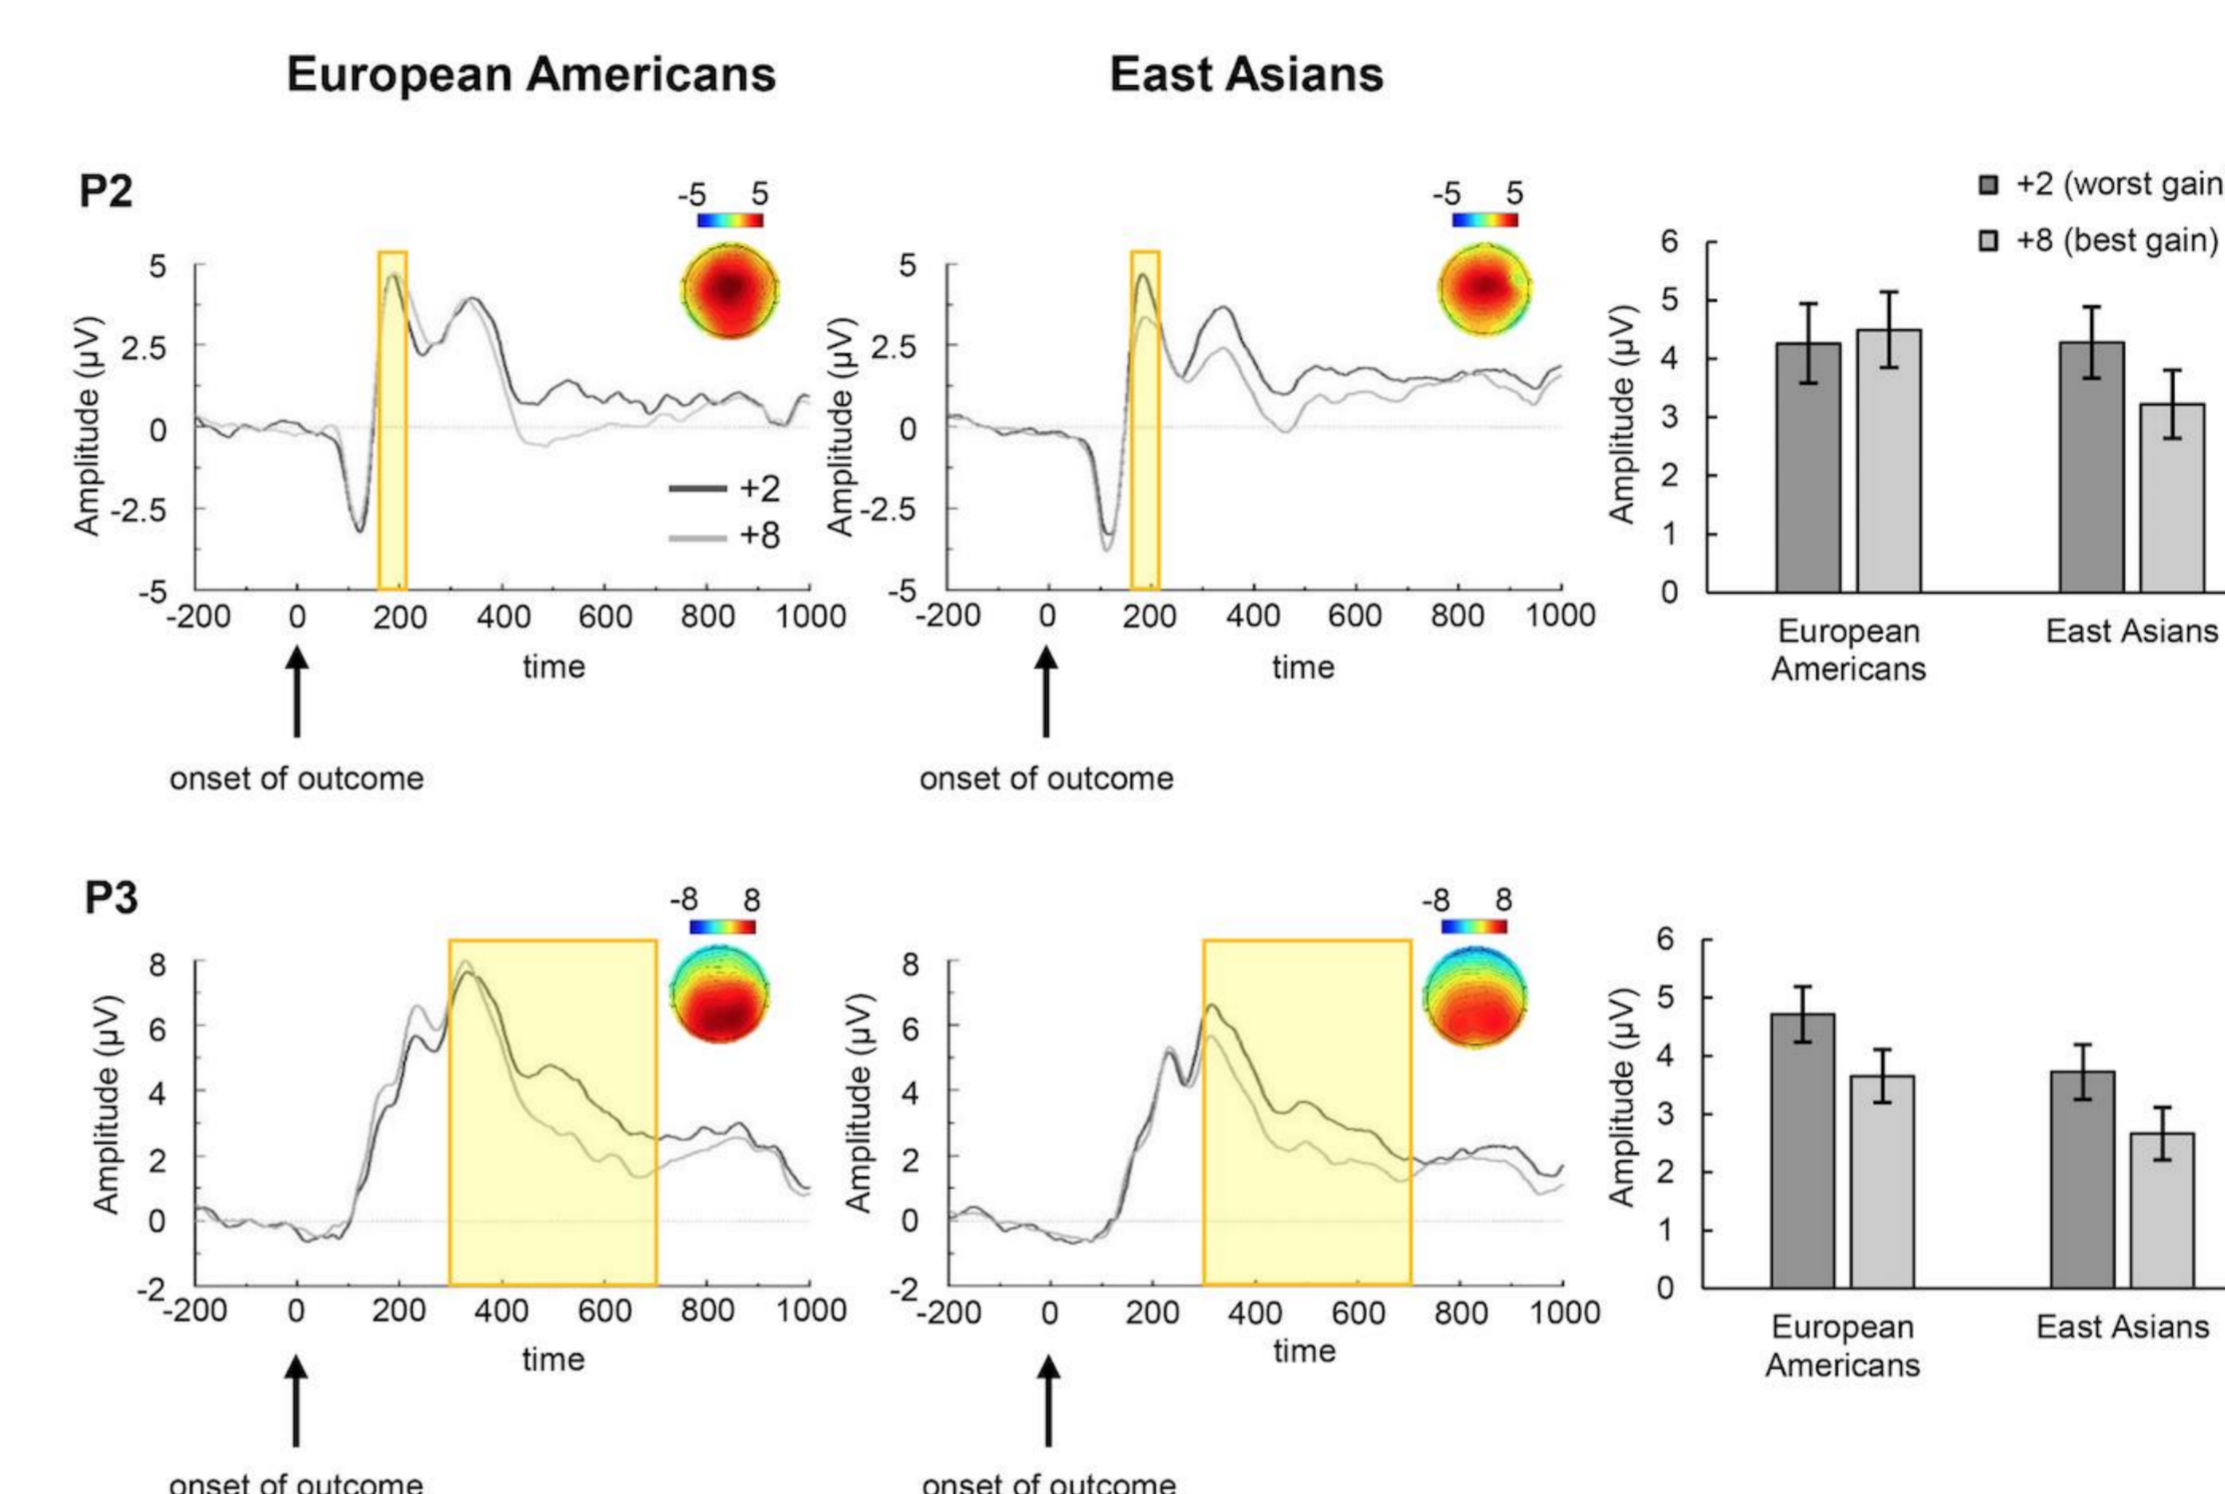 European Americans
East Asians
P2
-5 5
-5 5
+2 (worst gain
+8 (best gain)
Amplitude (µV)
5
2.5
0
-2.5
-5
-200 0 200 400 600 800 1000
time
+2
+8
onset of outcome
Amplitude (µV)
5
2.5
0
-2.5
-5
-200 0 200 400 600 800 1000
time
onset of outcome
Amplitude (µV)
6
5
4
3
2
1
0
European
Americans
East Asians
P3
-8 8
-8 8
Amplitude (µV)
8
6
4
2
0
-2
-200 0 200 400 600 800 1000
time
onset of outcome
Amplitude (µV)
8
6
4
2
0
-2
-200 0 200 400 600 800 1000
time
onset of outcome
Amplitude (µV)
6
5
4
3
2
1
0
European
Americans
East Asians